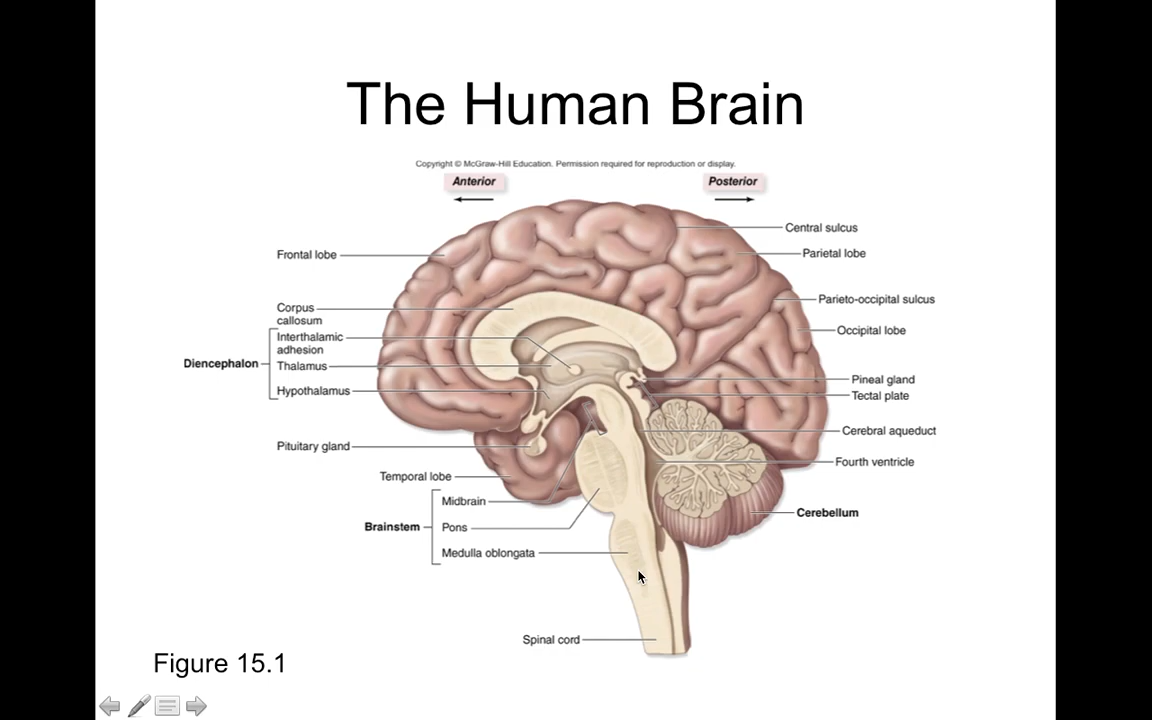 The Human Brain
Copyright © McGraw-Hill Education. Permission required for reproduction or display.
Anterior
Posterior
Frontal lobe
Corpus
callosum
Interthalamic
adhesion
Diencephalon
Thalamus
Hypothalamus
Pituitary gland
Temporal lobe
Midbrain
Brainstem
Pons
Medulla oblongata
Spinal cord
Central sulcus
Parietal lobe
Parieto-occipital sulcus
Occipital lobe
Pineal gland
Tectal plate
Cerebral aqueduct
Fourth ventricle
Cerebellum
Figure 15.1